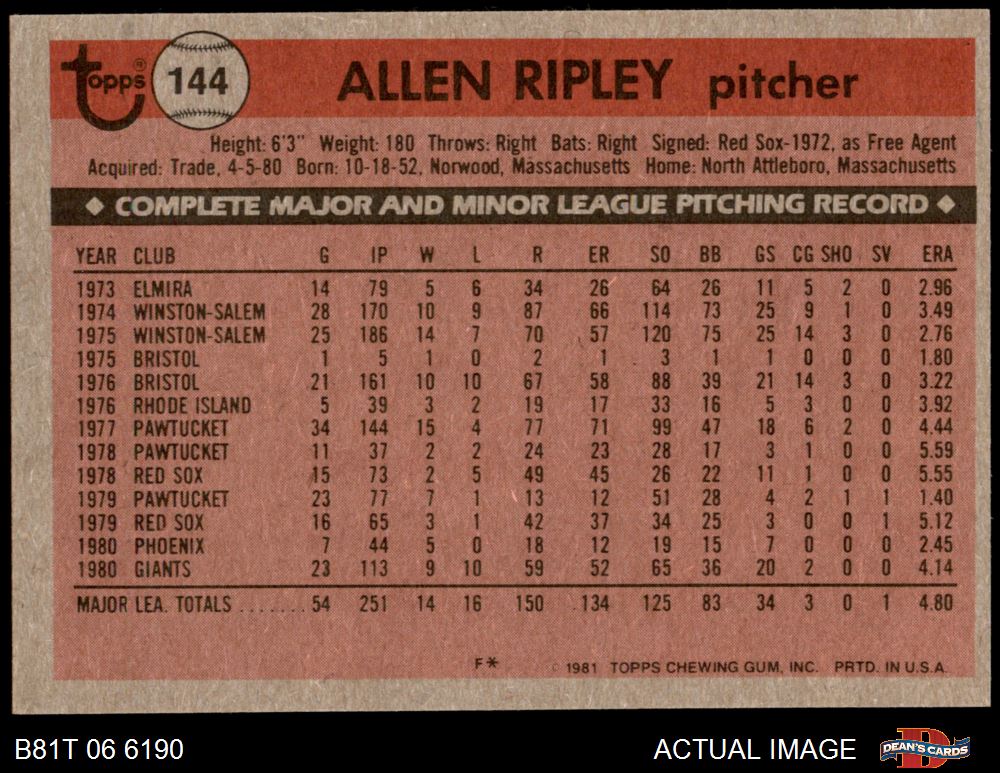 topps® 144 ALLEN RIPLEY pitcher
Height: 6'3" Weight: 180 Throws: Right Bats: Right Signed: Red Sox-1972, as Free Agent
Acquired: Trade, 4-5-80 Born: 10-18-52, Norwood, Massachusetts Home: North Attleboro, Massachusetts
◆ COMPLETE MAJOR AND MINOR LEAGUE PITCHING RECORD ◆
YEAR CLUB G IP W L R ER SO BB GS CG SHO SV ERA
1973 ELMIRA 14 79 5 6 34 26 64 26 11 5 2 0 2.96
1974 WINSTON-SALEM 28 170 10 9 87 66 114 73 25 9 1 0 3.49
1975 WINSTON-SALEM 25 186 14 7 70 57 120 75 25 14 3 0 2.76
1975 BRISTOL 1 5 1 0 2 1 3 1 1 0 0 0 1.80
1976 BRISTOL 21 161 10 10 67 58 88 39 21 14 3 0 3.22
1976 RHODE ISLAND 5 39 3 2 19 17 33 16 5 3 0 0 3.92
1977 PAWTUCKET 34 144 15 4 77 71 99 47 18 6 2 0 4.44
1978 PAWTUCKET 11 37 2 2 24 23 28 17 3 1 0 0 5.59
1978 RED SOX 15 73 2 5 49 45 26 22 11 1 0 0 5.55
1979 PAWTUCKET 23 77 7 1 13 12 51 28 4 2 1 1 1.40
1979 RED SOX 16 65 3 1 42 37 34 25 3 0 0 1 5.12
1980 PHOENIX 7 44 5 0 18 12 19 15 7 0 0 0 2.45
1980 GIANTS 23 113 9 10 59 52 65 36 20 2 0 0 4.14
MAJOR LEA. TOTALS ....... 54 251 14 16 150 134 125 83 34 3 0 1 4.80
F* © 1981 TOPPS CHEWING GUM, INC. PRTD. IN U.S.A.
B81T 06 6190 ACTUAL IMAGE DEAN'S CARDS